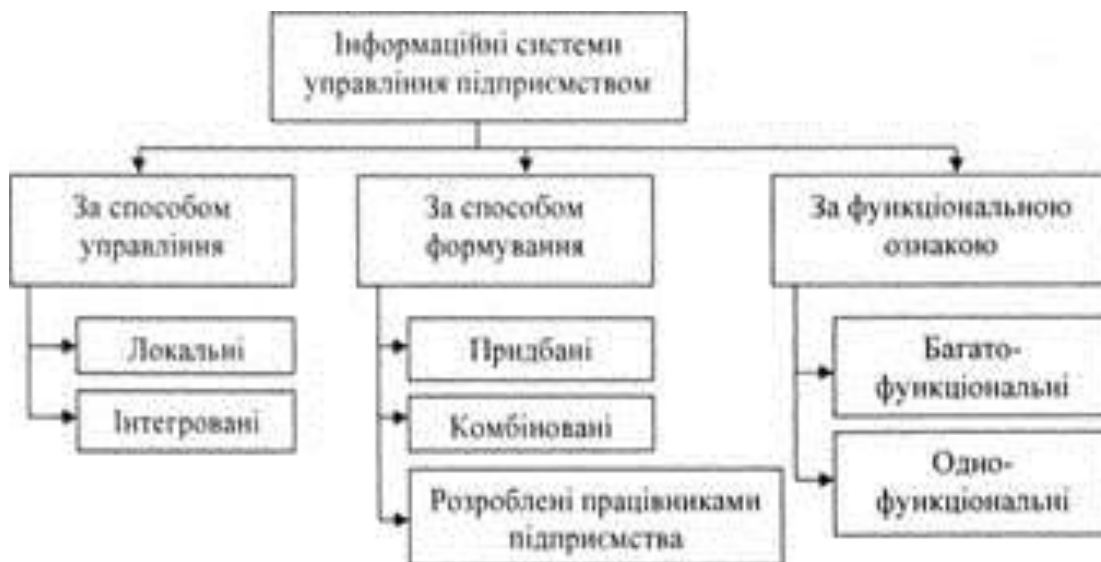 Інформаційні системи
управління підприємством
За способом
управління
Локальні
Інтегровані
За способом
формування
Придбані
Комбіновані
Розроблені працівниками
підприємства
За функціональною
ознакою
Багато-
функціональні
Одно-
функціональні